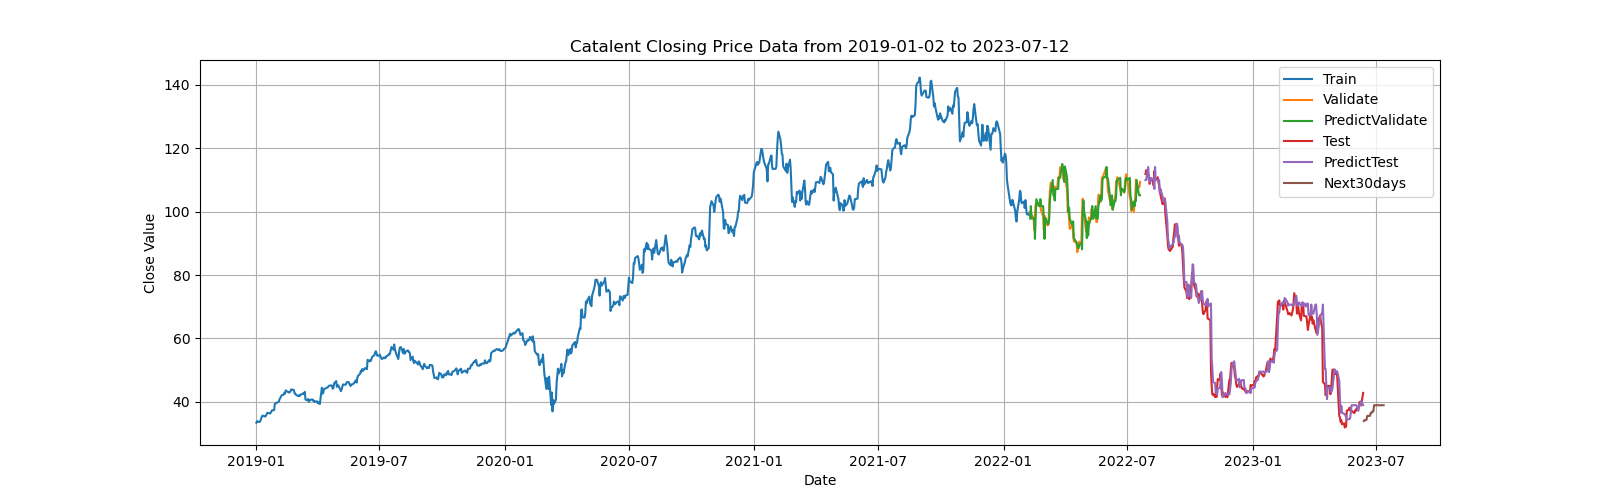 Catalent Closing Price Data from 2019-01-02 to 2023-07-12
Close Value
140
120
100
80
60
40
Train
Validate
PredictValidate
Test
PredictTest
Next30days
2019-01
2019-07
2020-01
2020-07
2021-01
2021-07
2022-01
2022-07
2023-01
2023-07
Date